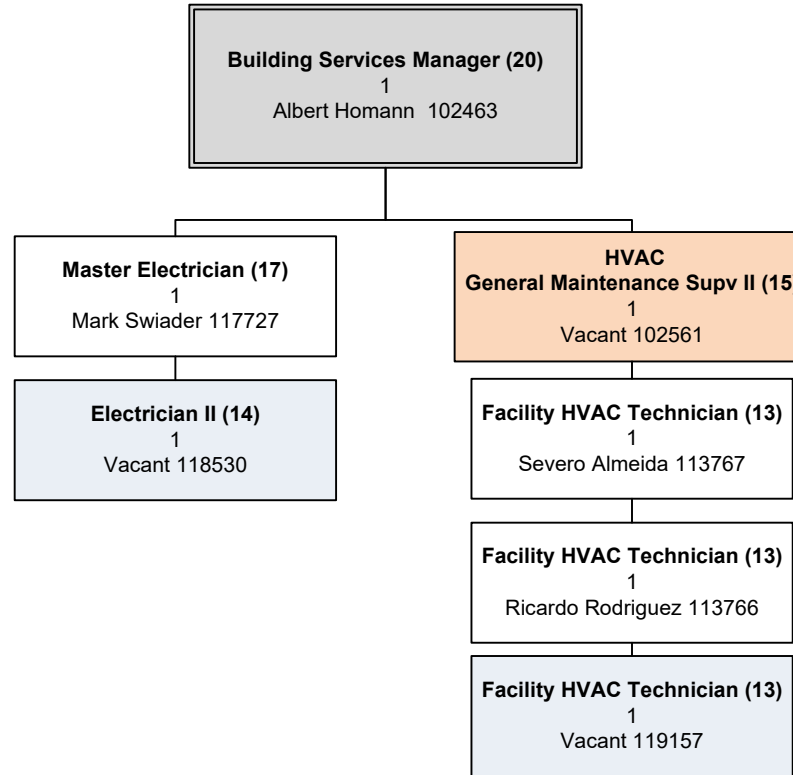 Building Services Manager (20)
1
Albert Homann 102463
Master Electrician (17)
1
Mark Swiader 117727
Electrician II (14)
1
Vacant 118530
HVAC
General Maintenance Supv II (15
1
Vacant 102561
Facility HVAC Technician (13)
1
Severo Almeida 113767
Facility HVAC Technician (13)
1
Ricardo Rodriguez 113766
Facility HVAC Technician (13)
1
Vacant 119157